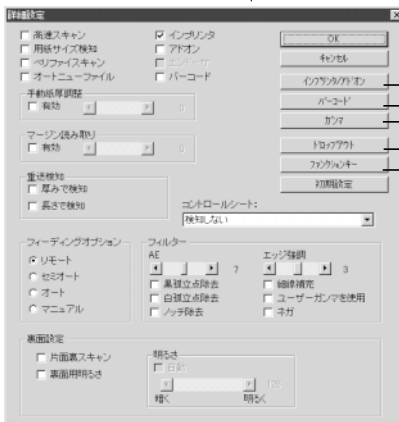 詳細設定
高速スキャン
インプリンタ
OK
用紙サイズ検知
アドオン
キャンセル
ベリファイスキャン
エンドーサ
オートニューファイル
バーコード
インプリンタ/アドオン
手動紙厚調整
有効
0
バーコード
ガンマ
マージン読み取り
有効
0
ドロップアウト
ファンクションキー
重送検知
厚みで検知
長さで検知
初期設定
コントロールシート:
検知しない
フィーディングオプション
リモート
セミオート
オート
マニュアル
フィルター
AE
7
エッジ強調
3
黒孤立点除去
細線補充
白孤立点除去
ユーザーガンマを使用
ノッチ除去
ネガ
裏面設定
片面裏スキャン
裏面用明るさ
明るさ
自動
128
暗く
明るく